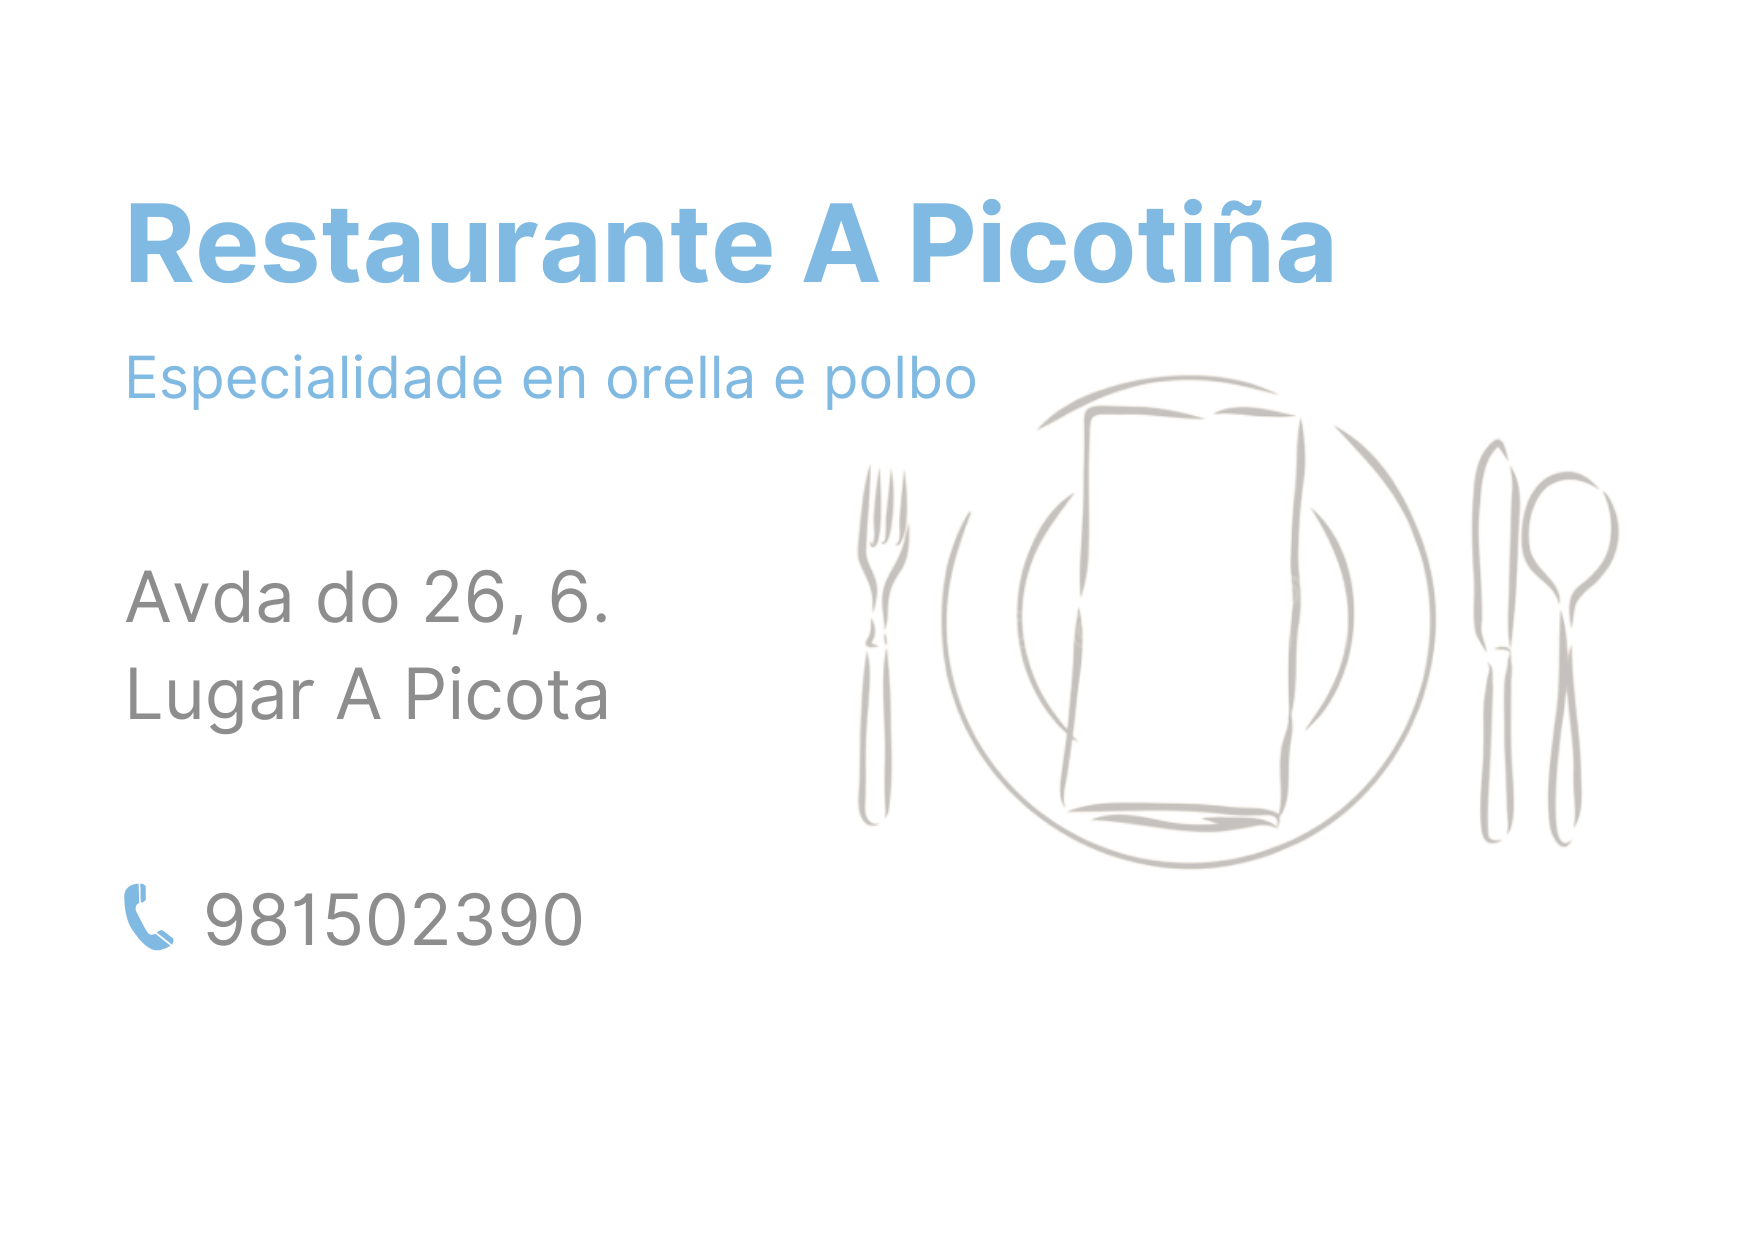 Restaurante A Picotiña
Especialidade en orella e polbo
Avda do 26, 6.
Lugar A Picota
981502390